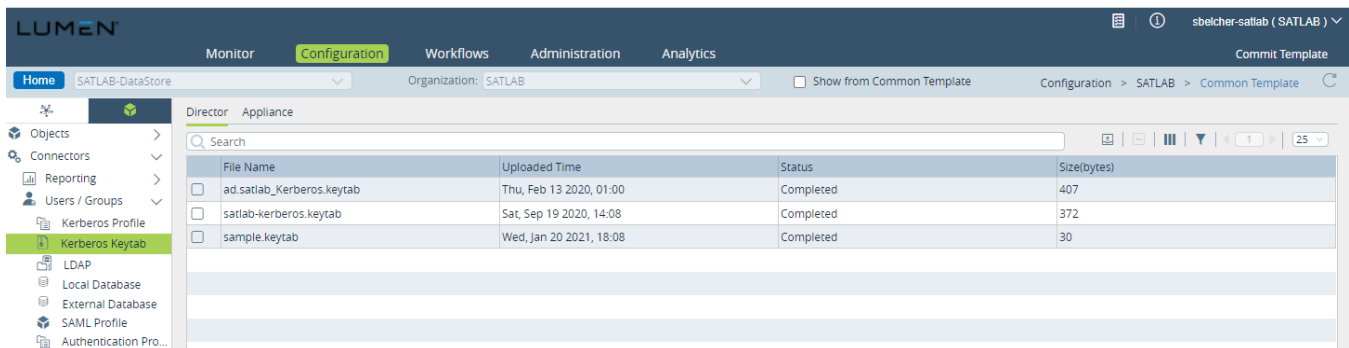 LUMEN®
sbelcher-satlab ( SATLAB )
Monitor Configuration Workflows Administration Analytics Commit Template
Home SATLAB-DataStore Organization: SATLAB Show from Common Template Configuration > SATLAB > Common Template
Director Appliance
Objects
Search 1 25
Connectors
File Name Uploaded Time Status Size(bytes)
Reporting
ad.satlab_Kerberos.keytab Thu, Feb 13 2020, 01:00 Completed 407
Users / Groups
satlab-kerberos.keytab Sat, Sep 19 2020, 14:08 Completed 372
Kerberos Profile
sample.keytab Wed, Jan 20 2021, 18:08 Completed 30
Kerberos Keytab
LDAP
Local Database
External Database
SAML Profile
Authentication Pro...